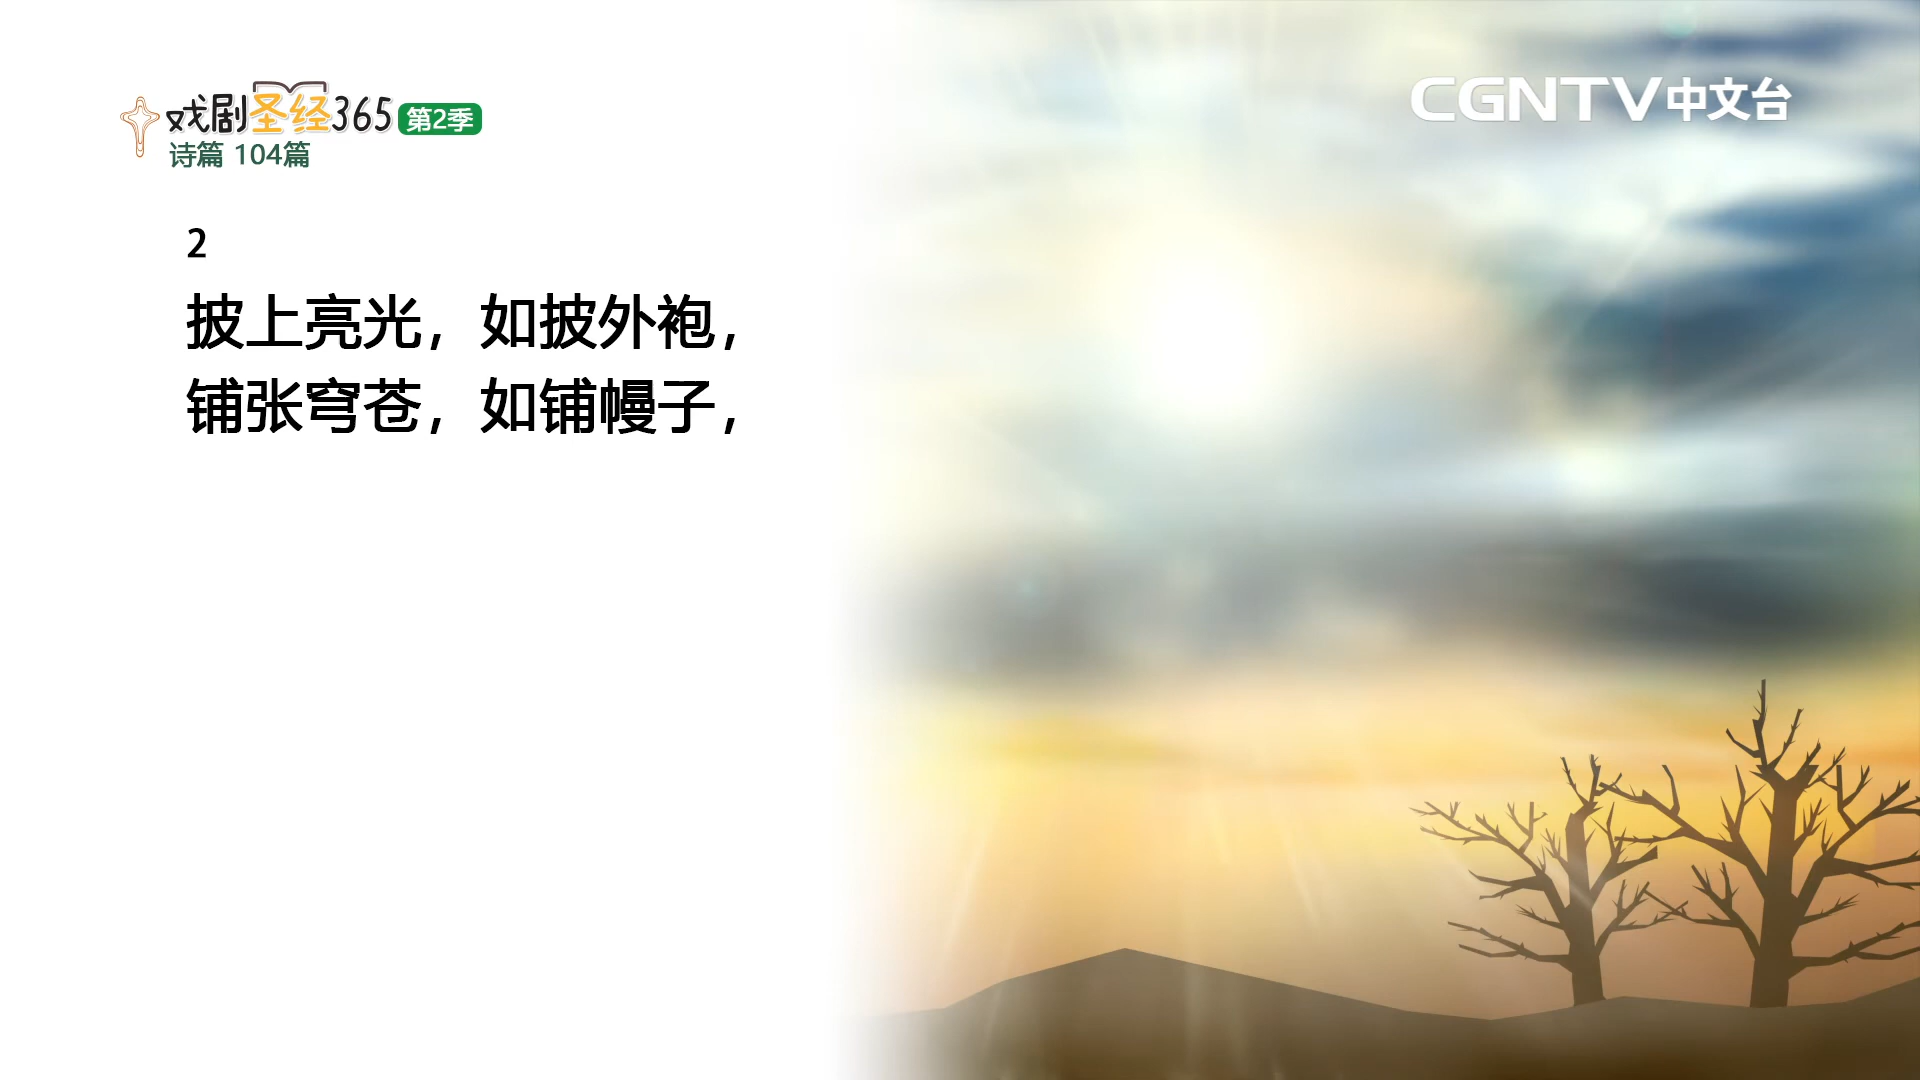 戏剧圣经365 第2季
诗篇 104篇
CGNTV中文台
2
披上亮光，如披外袍，
铺张穹苍，如铺幔子，